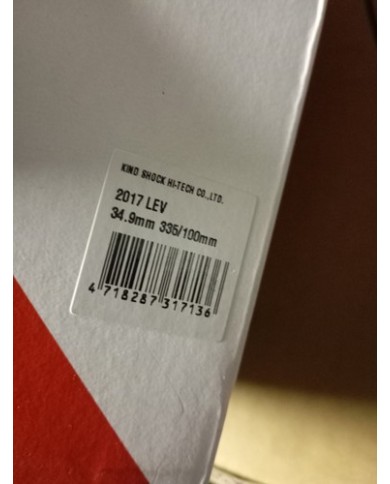 KIND SHOCK HI-TECH CO.,LTD.
2017 LEV
34.9mm 335/100mm
4 718287 317136